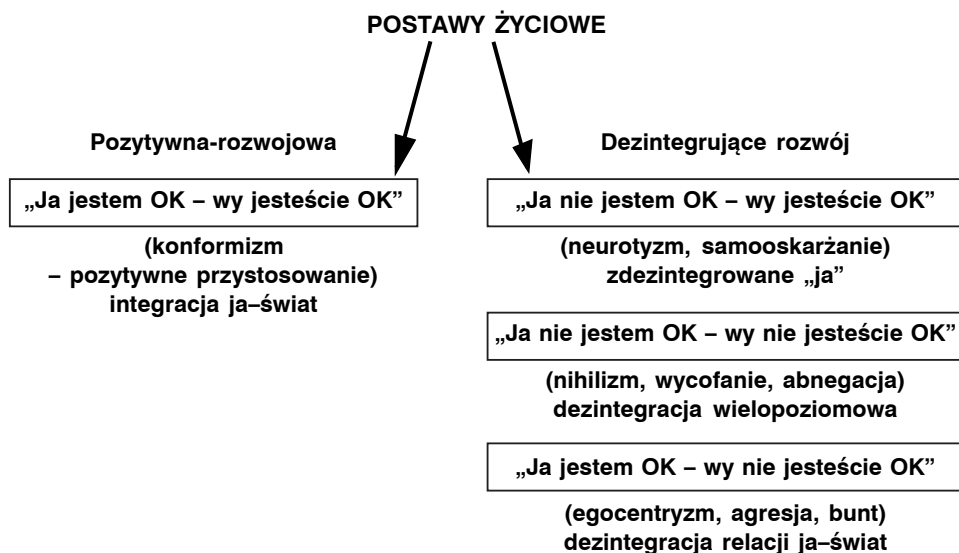 POSTAWY ŻYCIOWE
Pozytywna-rozwojowa
„Ja jestem OK – wy jesteście OK”
(konformizm
– pozytywne przystosowanie)
integracja ja–świat
Dezintegrujące rozwój
„Ja nie jestem OK – wy jesteście OK”
(neurotyzm, samooskarżanie)
zdezintegrowane „ja”
„Ja nie jestem OK – wy nie jesteście OK”
(nihilizm, wycofanie, abnegacja)
dezintegracja wielopoziomowa
„Ja jestem OK – wy nie jesteście OK”
(egocentryzm, agresja, bunt)
dezintegracja relacji ja–świat